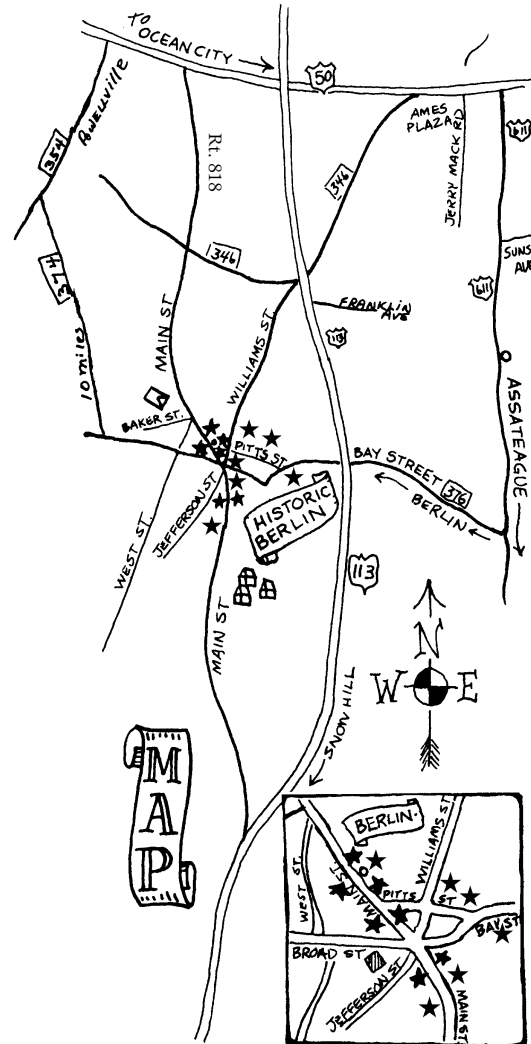 TO
OCEAN CITY
50
Powellville
354
Rt. 818
AMES
PLAZA
JERRY MACK RD
611
346
SUNS
AVE
346
374
611
FRANKLIN
AVE
113
MAIN ST
WILLIAMS ST.
10 miles
ASSATEAGUE
BAKER ST.
PITTS ST
BAY STREET
376
BERLIN
JEFFERSON ST
HISTORIC
BERLIN
WEST ST.
113
MAIN ST
N
W E
SNOW HILL
MAP
BERLIN
WILLIAMS ST
WEST ST.
MAIN ST.
PITTS ST
BAY ST
BROAD ST
JEFFERSON ST
MAIN ST